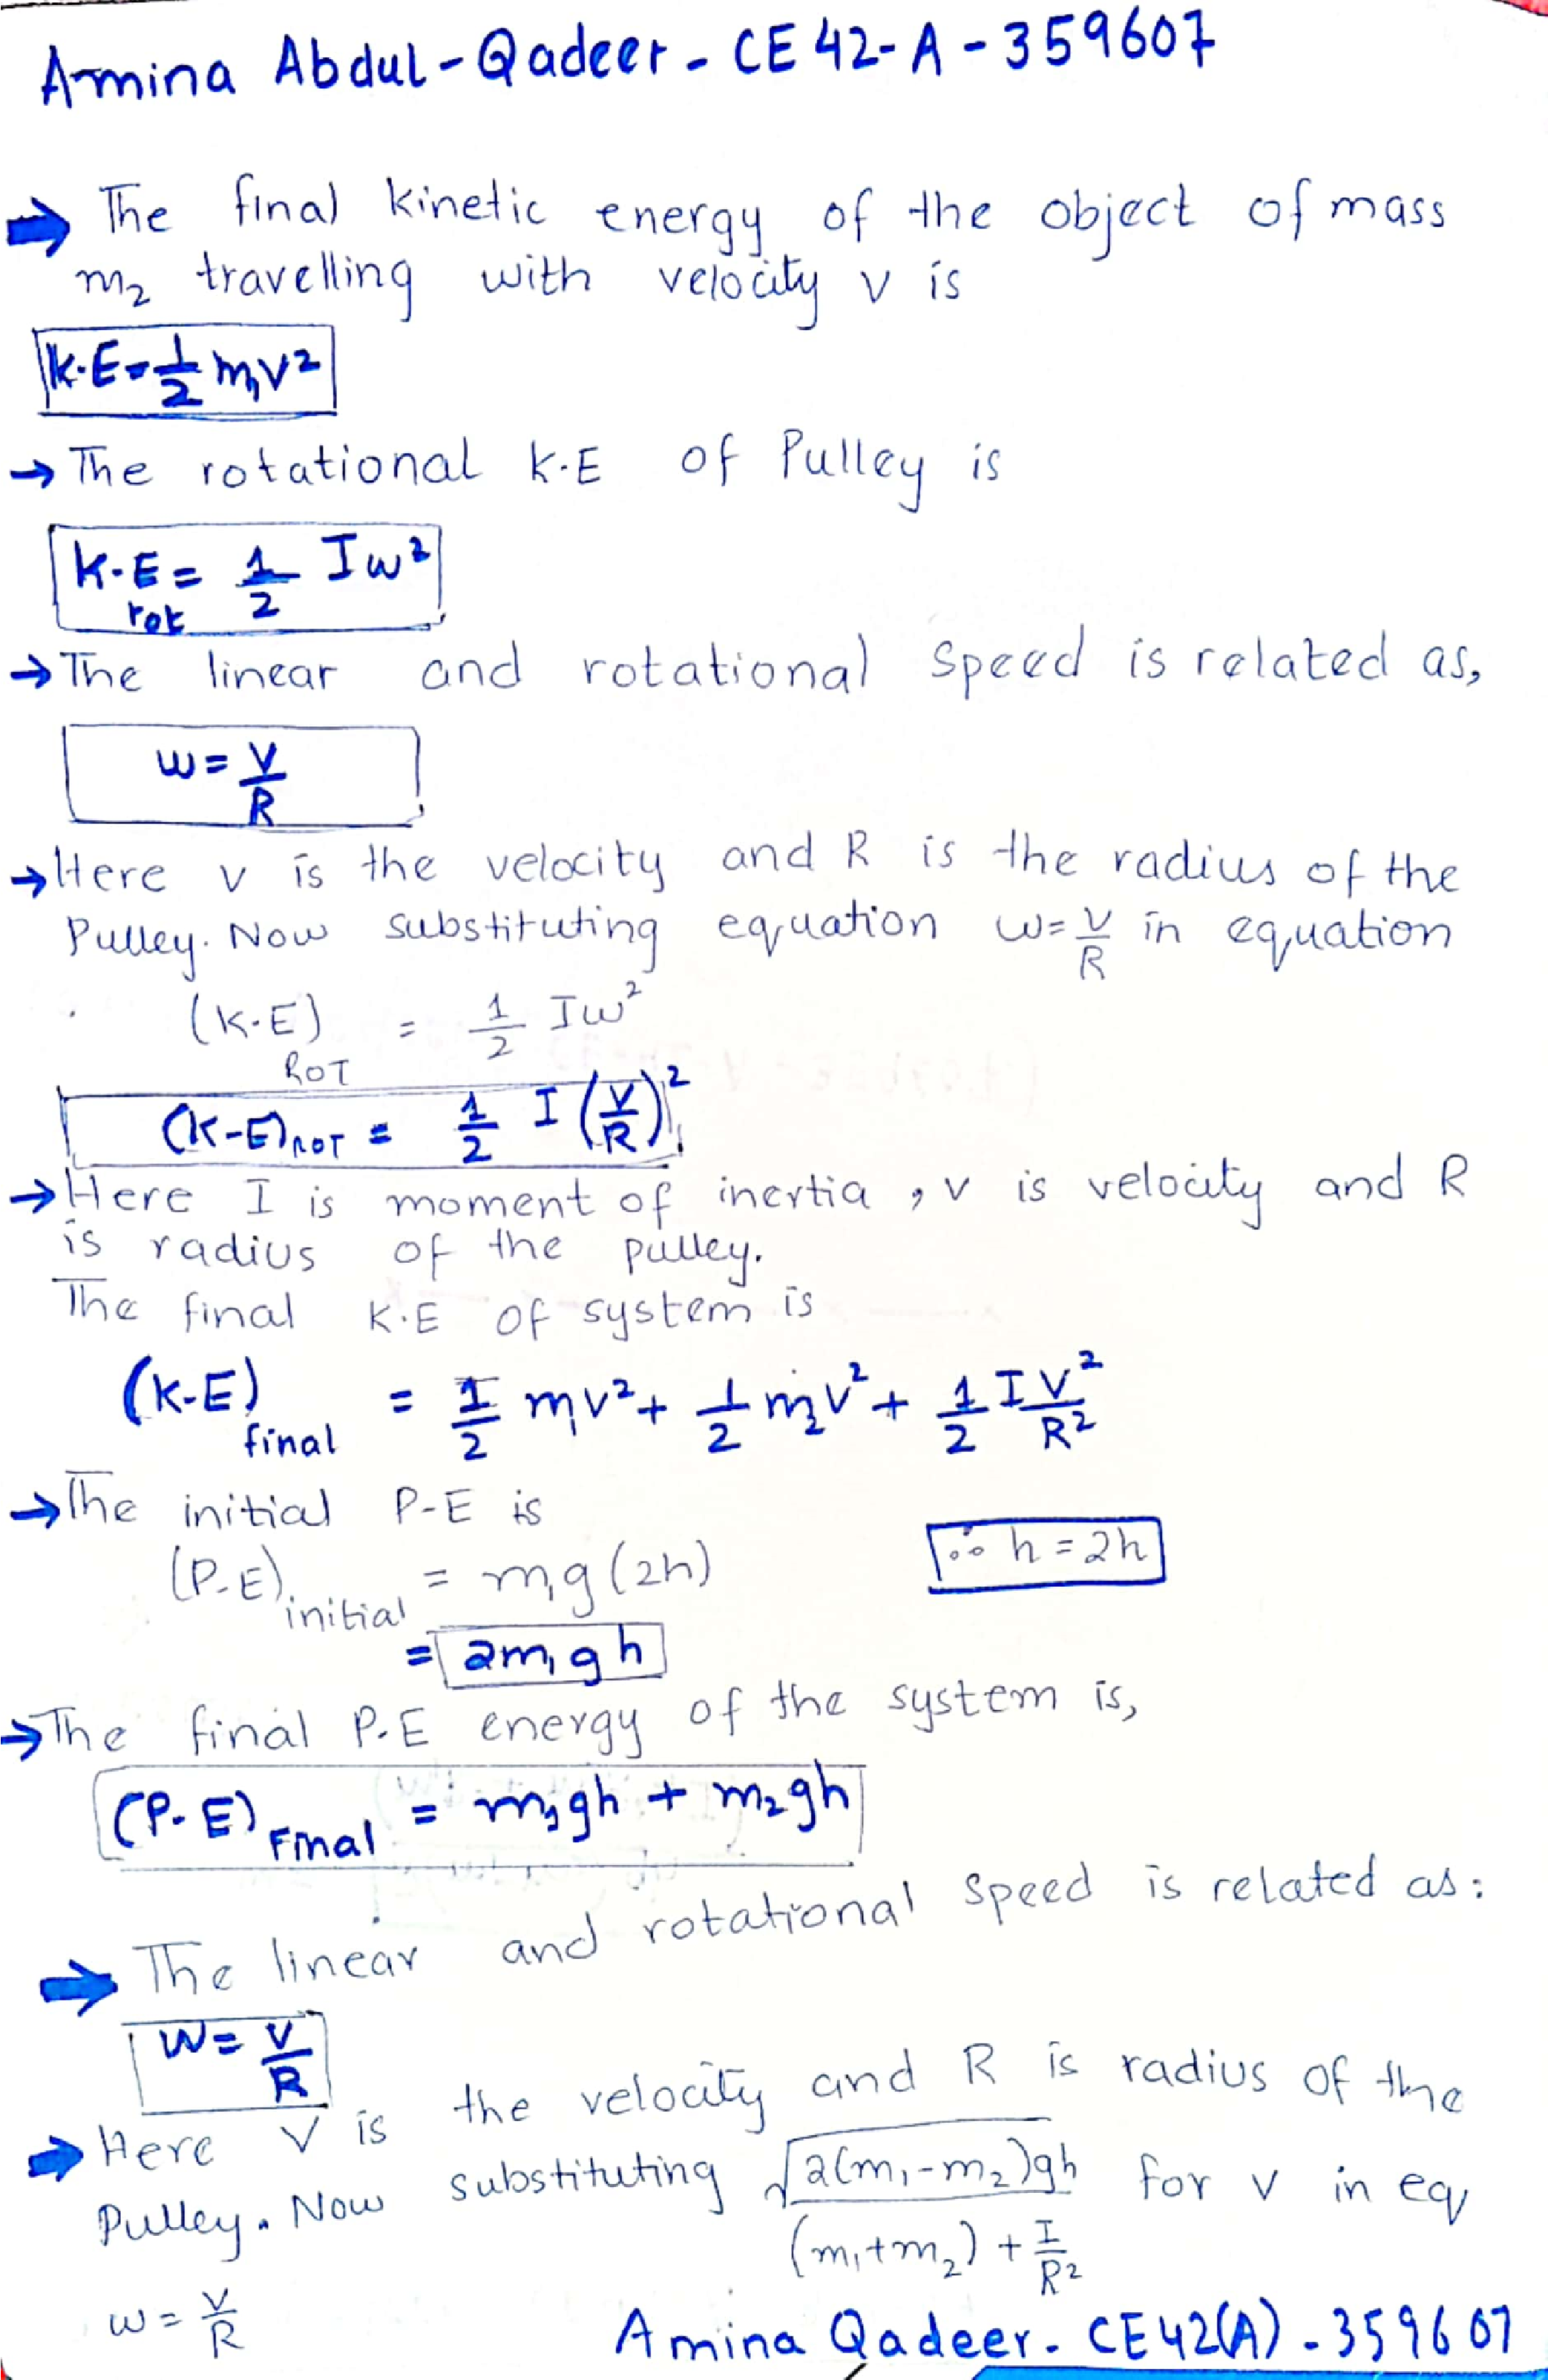 Amina Abdul-Qadeer - CE 42-A-359607
➡ The final kinetic energy of the object of mass
m₂ travelling with velocity v is
K.E = 1/2 m₁v²
→ The rotational K.E of Pulley is
K.E rot = 1/2 Iw²
→ The linear and rotational speed is related as,
w = v/R
→ Here v is the velocity and R is the radius of the
Pulley. Now substituting equation w = v/R in equation
(K.E) ROT = 1/2 Iw²
(K-E) ROT = 1/2 I (v/R)²
→ Here I is moment of inertia, v is velocity and R
is radius of the pulley.
The final K.E of system is
(K-E) final = 1/2 m₁v² + 1/2 m₂v² + 1/2 I v²/R²
→ The initial P-E is
(P-E) initial = m₁g(2h) ∴ h = 2h
= 2m₁gh
→ The final P.E energy of the system is,
(P.E) Final = m₁gh + m₂gh
➡ The linear and rotational speed is related as:
W = V/R
➡ Here V is the velocity and R is radius of the
Pulley. Now substituting √2(m₁-m₂)gh / (m₁+m₂) + I/R² for v in eq
w = v/R
Amina Qadeer - CE42(A) - 359607